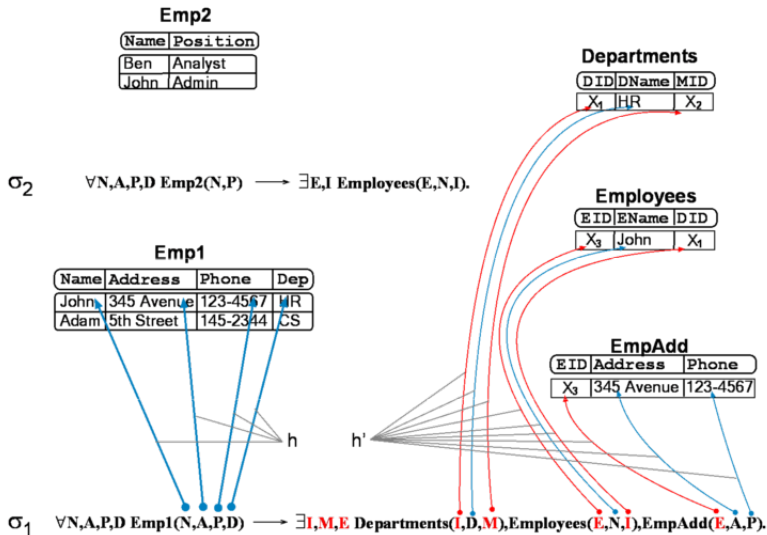 Emp2
Name Position
Ben Analyst
John Admin
Departments
DID DName MID
X1 HR X2
σ2 ∀N,A,P,D Emp2(N,P) → ∃E,I Employees(E,N,I).
Employees
EID EName DID
X3 John X1
Emp1
Name Address Phone Dep
John 345 Avenue 123-4567 HR
Adam 5th Street 145-2344 CS
EmpAdd
EID Address Phone
X3 345 Avenue 123-4567
h h'
σ1 ∀N,A,P,D Emp1(N,A,P,D) → ∃I,M,E Departments(I,D,M),Employees(E,N,I),EmpAdd(E,A,P).